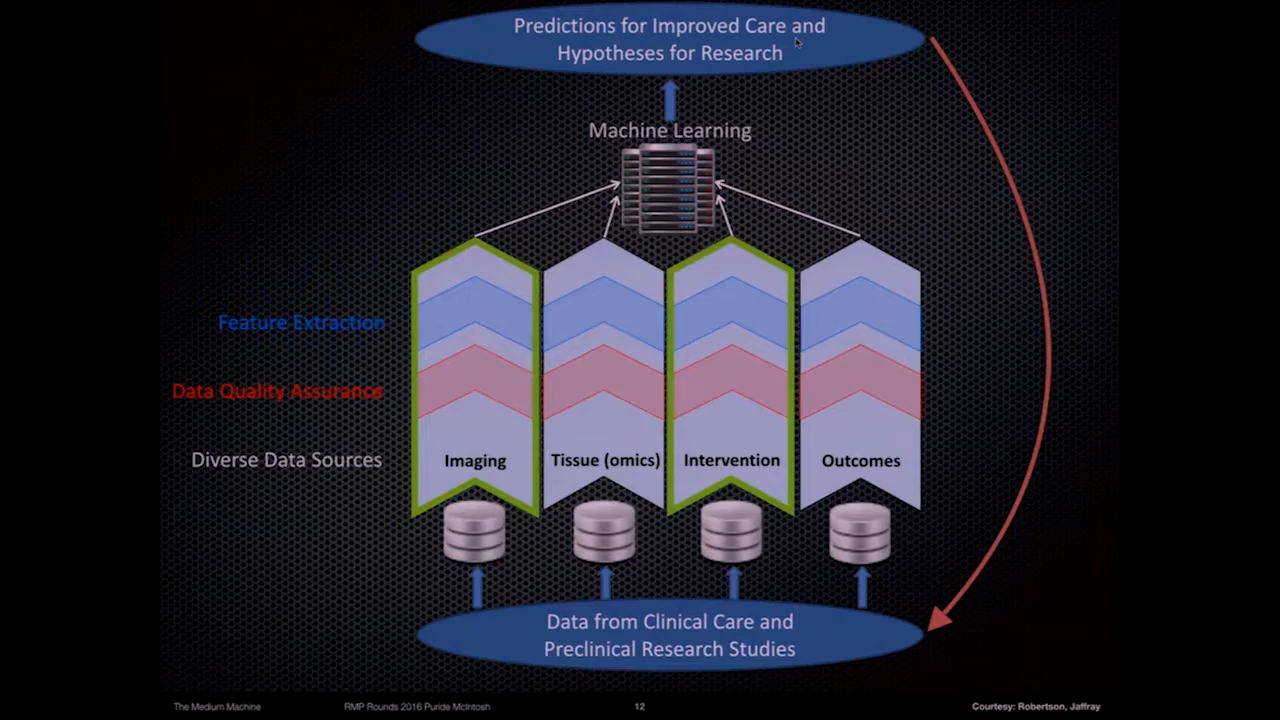 Predictions for Improved Care and
Hypotheses for Research
Machine Learning
Feature Extraction
Data Quality Assurance
Diverse Data Sources
Imaging
Tissue (omics)
Intervention
Outcomes
Data from Clinical Care and
Preclinical Research Studies
The Medium Machine
RMP Rounds 2016 Puride McIntosh
12
Courtesy: Robertson, Jaffray